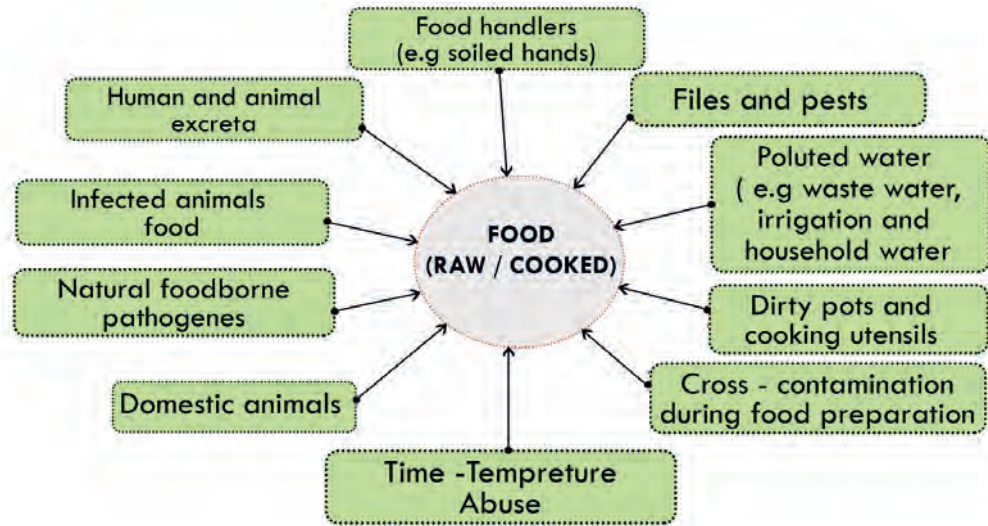 Food handlers
(e.g soiled hands)
Human and animal
excreta
Files and pests
Poluted water
( e.g waste water,
irrigation and
household water
Infected animals
food
FOOD
(RAW / COOKED)
Natural foodborne
pathogenes
Dirty pots and
cooking utensils
Domestic animals
Cross - contamination
during food preparation
Time -Tempreture
Abuse